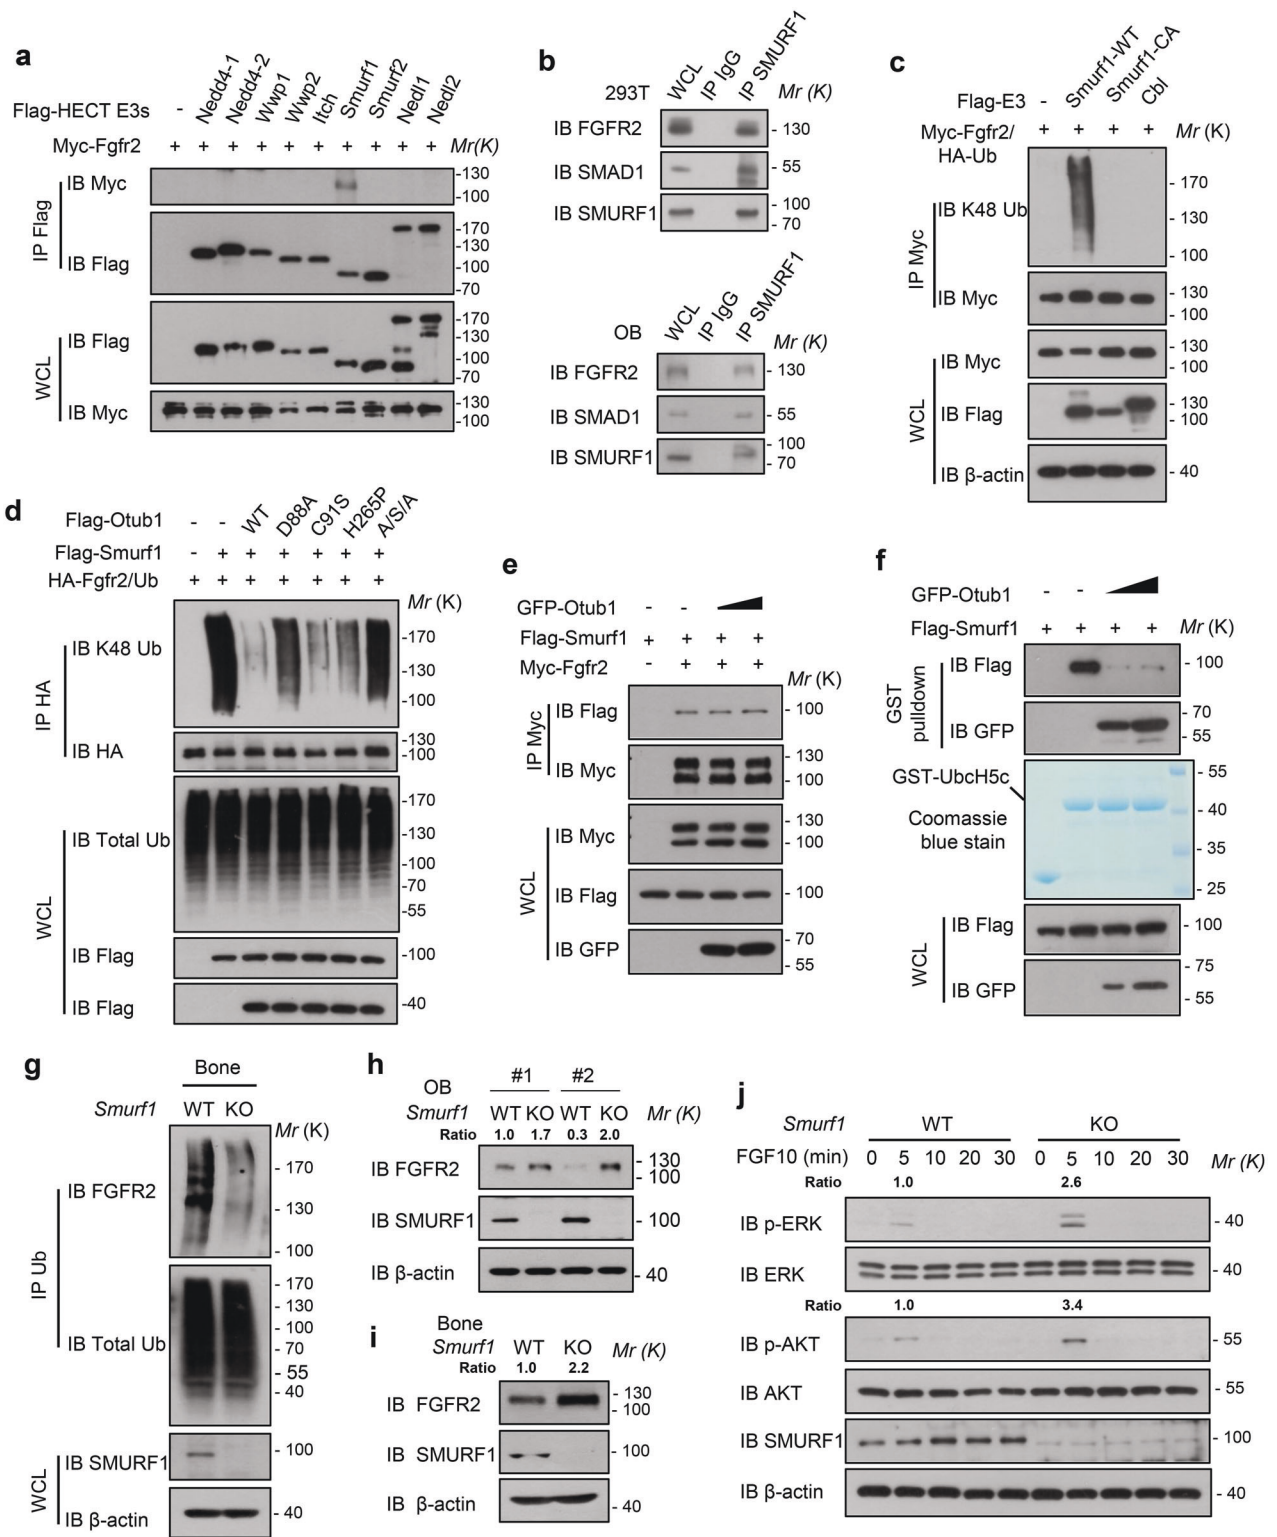 a
Flag-HECT E3s - Nedd4-1 Nedd4-2 Wwp1 Wwp2 Itch Smurf1 Smurf2 Nedl1 Nedl2
Myc-Fgfr2 + + + + + + + + + + Mr(K)
IP Flag
IB Myc -130
-100
IB Flag -170
-130
-100
-70
WCL
IB Flag -170
-130
-100
-70
IB Myc -130
-100
b
293T WCL IP IgG IP SMURF1 Mr (K)
IB FGFR2 - 130
IB SMAD1 - 55
IB SMURF1 - 100
- 70
OB WCL IP IgG IP SMURF1 Mr (K)
IB FGFR2 - 130
IB SMAD1 - 55
IB SMURF1 - 100
- 70
c
Flag-E3 - Smurf1-WT Smurf1-CA Cbl
Myc-Fgfr2/ + + + + Mr (K)
HA-Ub
IP Myc
- 170
IB K48 Ub - 130
- 100
IB Myc - 130
- 100
WCL
IB Myc - 130
- 100
IB Flag - 130
- 100
IB β-actin - 40
d
Flag-Otub1 - - WT D88A C91S H265P A/S/A
Flag-Smurf1 - + + + + + +
HA-Fgfr2/Ub + + + + + + +
Mr (K)
IP HA
IB K48 Ub -170
-130
-100
IB HA -130
-100
WCL
-170
IB Total Ub -130
-100
-70
-55
IB Flag -100
IB Flag -40
e
GFP-Otub1 - -
Flag-Smurf1 + + + +
Myc-Fgfr2 - + + +
Mr (K)
IP Myc
IB Flag - 100
IB Myc - 130
- 100
WCL
IB Myc - 130
- 100
IB Flag - 100
IB GFP - 70
- 55
f
GFP-Otub1 - -
Flag-Smurf1 + + + + Mr (K)
GST
pulldown
IB Flag - 100
IB GFP - 70
- 55
GST-UbcH5c - 55
- 40
Coomassie
blue stain - 35
- 25
WCL
IB Flag - 100
IB GFP - 75
- 55
g
Bone
Smurf1 WT KO
Mr (K)
IP Ub
- 170
IB FGFR2
- 130
- 100
- 170
- 130
- 100
IB Total Ub - 70
- 55
- 40
WCL
IB SMURF1 - 100
IB β-actin - 40
h
OB #1 #2
Smurf1 WT KO WT KO Mr (K)
Ratio 1.0 1.7 0.3 2.0
IB FGFR2 - 130
- 100
IB SMURF1 - 100
IB β-actin - 40
i
Bone
Smurf1 WT KO Mr (K)
Ratio 1.0 2.2
IB FGFR2 - 130
- 100
IB SMURF1 - 100
IB β-actin - 40
j
Smurf1 WT KO
FGF10 (min) 0 5 10 20 30 0 5 10 20 30 Mr (K)
Ratio 1.0 2.6
IB p-ERK - 40
IB ERK - 40
Ratio 1.0 3.4
IB p-AKT - 55
IB AKT - 55
IB SMURF1 - 100
IB β-actin - 40